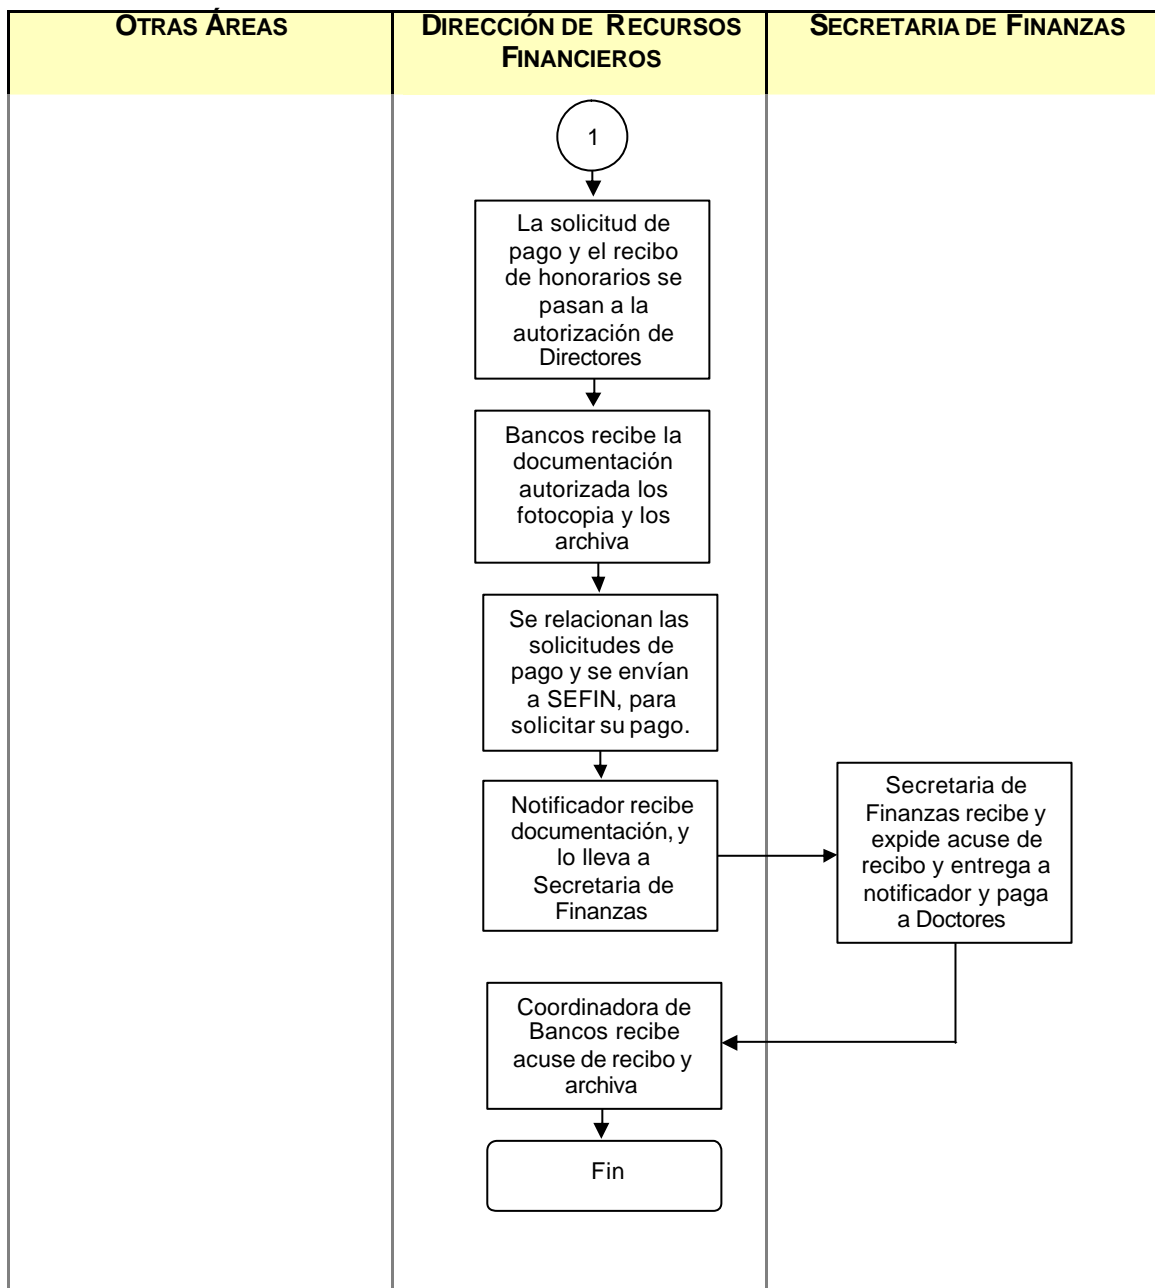 OTRAS ÁREAS
DIRECCIÓN DE RECURSOS
FINANCIEROS
SECRETARIA DE FINANZAS
1
La solicitud de
pago y el recibo
de honorarios se
pasan a la
autorización de
Directores
Bancos recibe la
documentación
autorizada los
fotocopia y los
archiva
Se relacionan las
solicitudes de
pago y se envían
a SEFIN, para
solicitar su pago.
Notificador recibe
documentación, y
lo lleva a
Secretaria de
Finanzas
Secretaria de
Finanzas recibe y
expide acuse de
recibo y entrega a
notificador y paga
a Doctores
Coordinadora de
Bancos recibe
acuse de recibo y
archiva
Fin